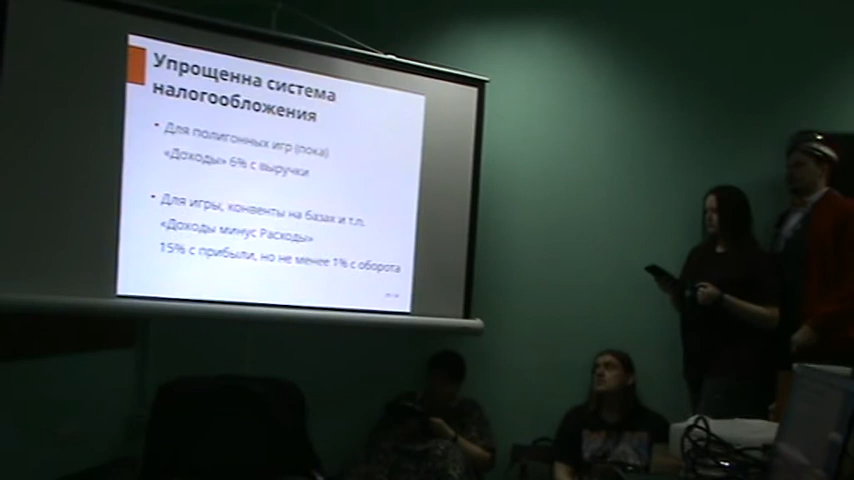 Упрощенна система
налогообложения
- Для полигонных игр (пока)
«Доходы» 6% с выручки
- Для игры, конвенты на базах и т.п.
«Доходы минус Расходы»
15% с прибыли, но не менее 1% с оборота